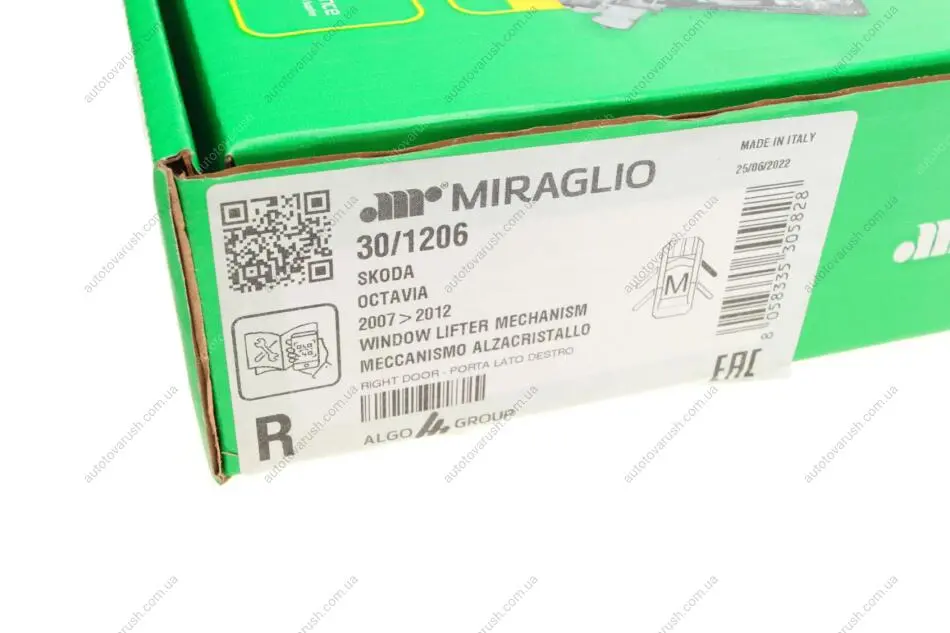 nce
MADE IN ITALY
25/06/2022
MIRAGLIO
30/1206
SKODA
OCTAVIA
2007 > 2012
WINDOW LIFTER MECHANISM
MECCANISMO ALZACRISTALLO
RIGHT DOOR - PORTA LATO DESTRO
M
8 058335 305828
EAC
R
ALGO GROUP
autotovarush.com.ua